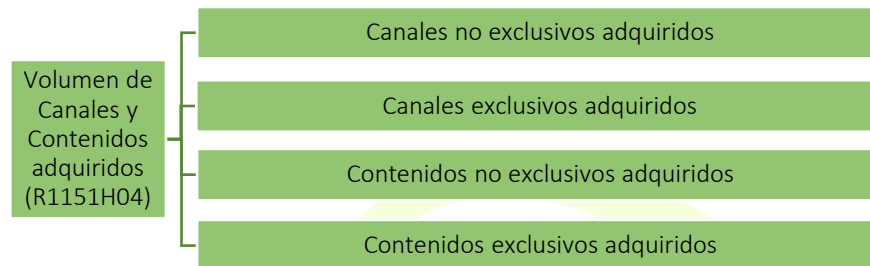 Volumen de
Canales y
Contenidos
adquiridos
(R1151H04)
Canales no exclusivos adquiridos
Canales exclusivos adquiridos
Contenidos no exclusivos adquiridos
Contenidos exclusivos adquiridos